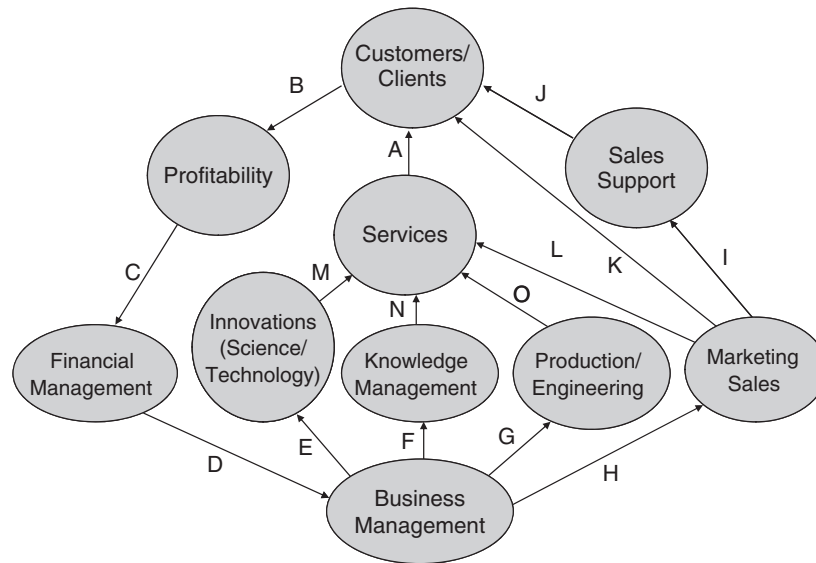 Customers/
Clients
B
J
A
Profitability
Sales
Support
Services
L
K
I
C
M
N
O
Innovations
(Science/
Technology)
Financial
Management
Knowledge
Management
Production/
Engineering
Marketing
Sales
D
E
F
G
H
Business
Management